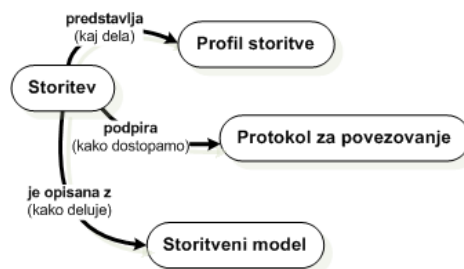 predstavlja
(kaj dela)
Profil storitve
Storitev
podpira
(kako dostopamo)
Protokol za povezovanje
je opisana z
(kako deluje)
Storitveni model